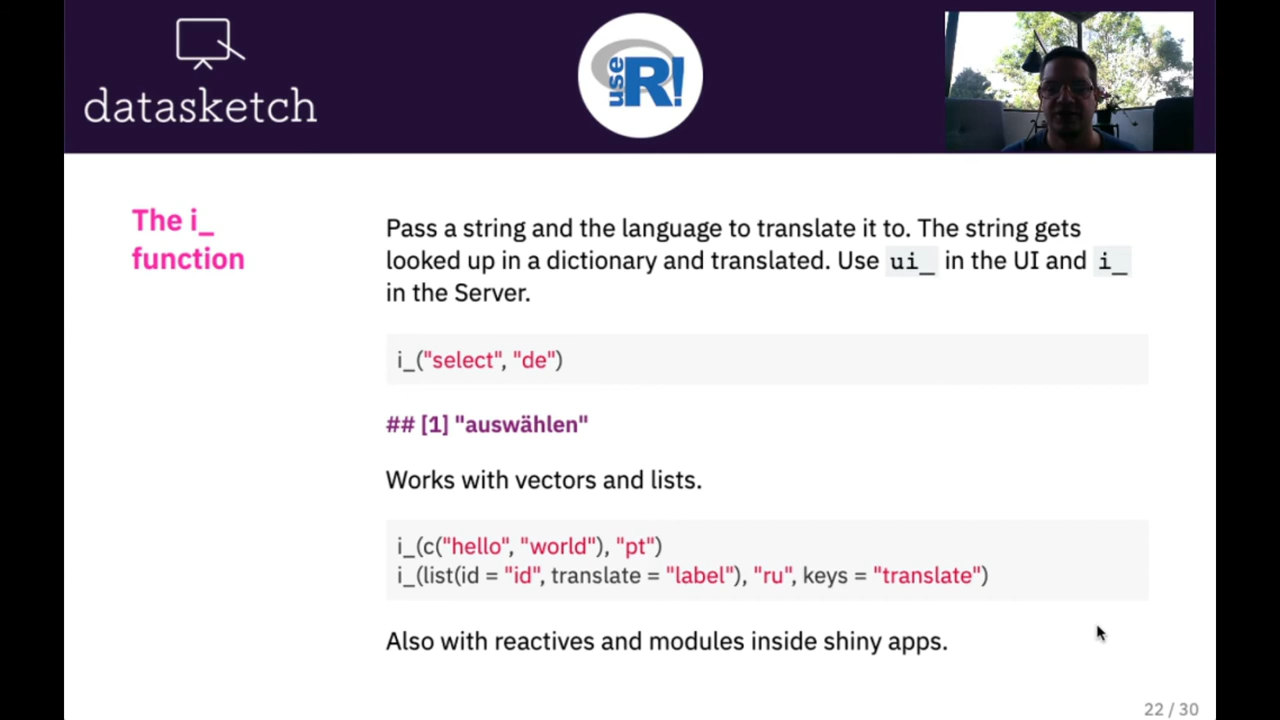 datasketch
use R!
The i_
function
Pass a string and the language to translate it to. The string gets
looked up in a dictionary and translated. Use ui_ in the UI and i_
in the Server.
i_("select", "de")
## [1] "auswählen"
Works with vectors and lists.
i_(c("hello", "world"), "pt")
i_(list(id = "id", translate = "label"), "ru", keys = "translate")
Also with reactives and modules inside shiny apps.
22 / 30